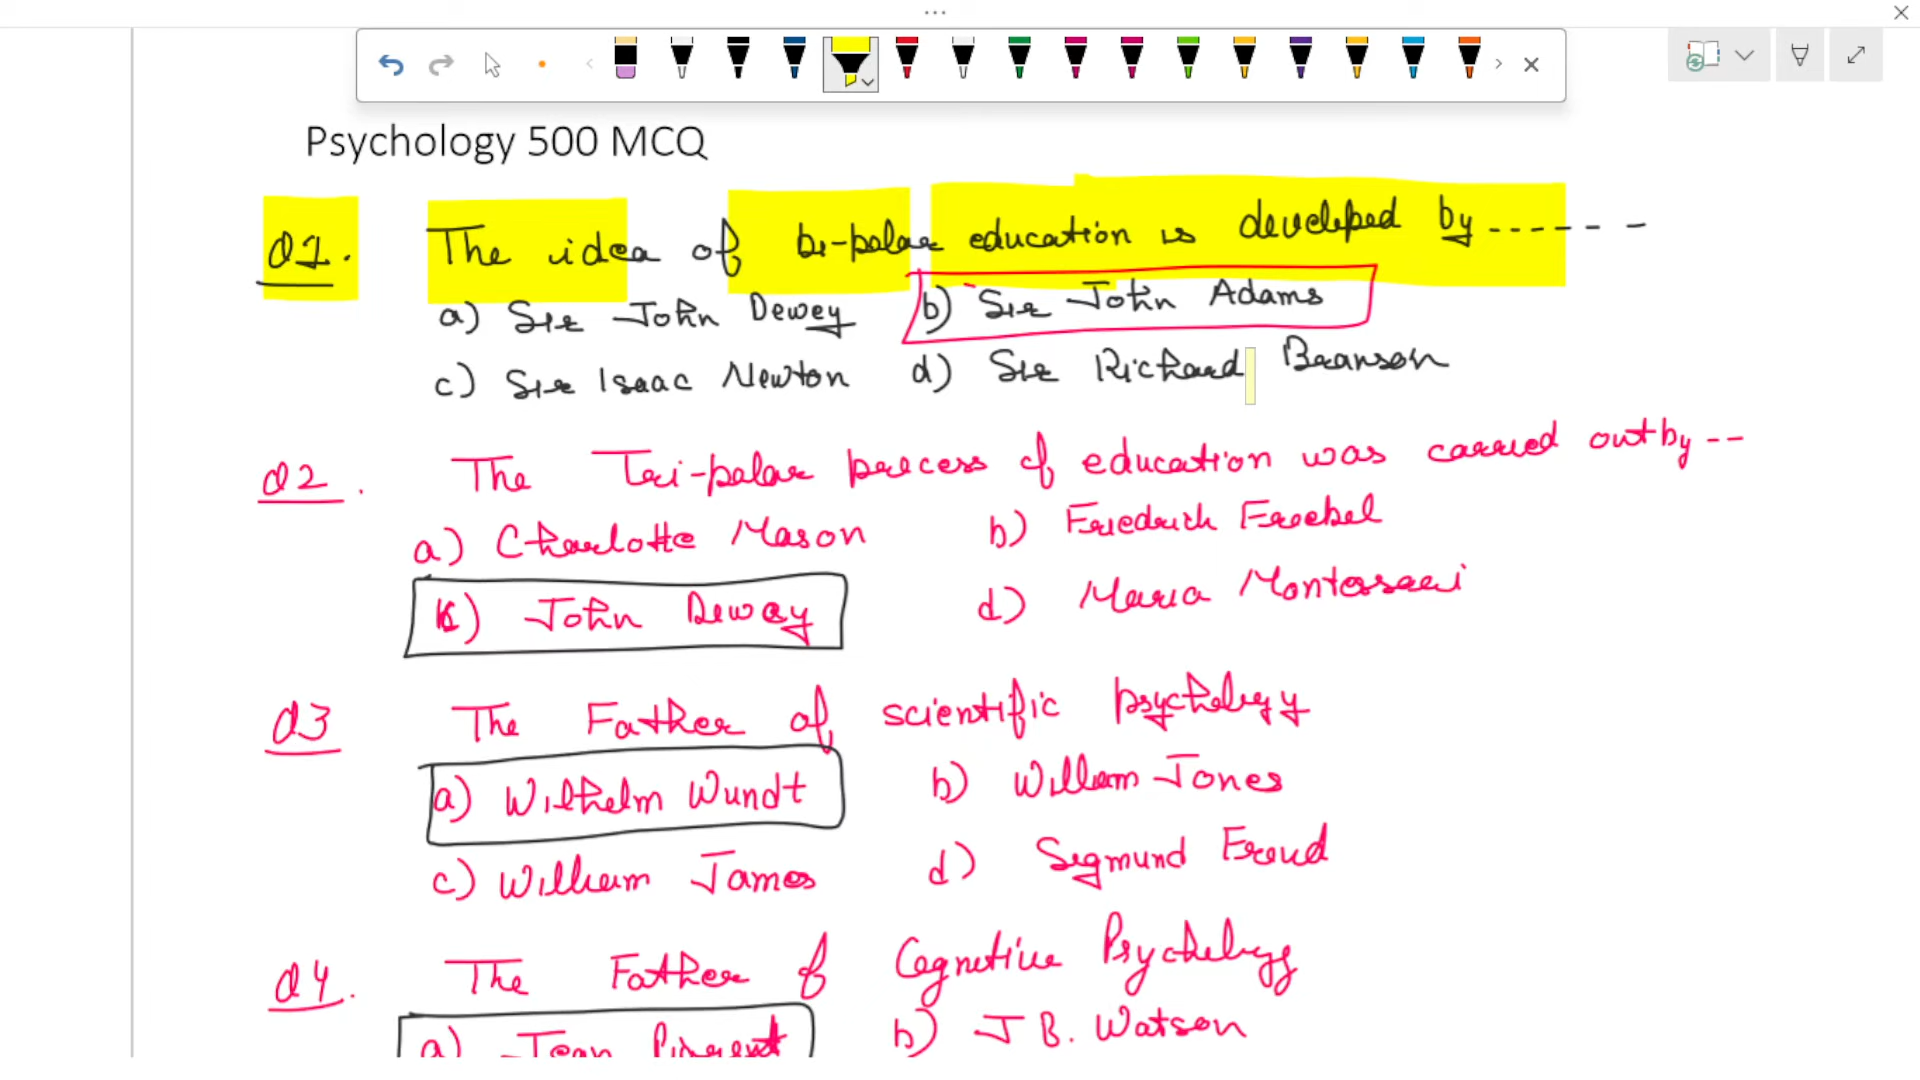 Psychology 500 MCQ
Q1. The idea of bi-polar education is developed by ------
a) Sir John Dewey b) Sir John Adams
c) Sir Isaac Newton d) Sir Richard Branson
Q2. The Tri-polar process of education was carried out by --
a) Charlotte Mason b) Friedrich Froebel
c) John Dewey d) Maria Montessori
Q3 The Father of scientific psychology
a) Wilhelm Wundt b) William Jones
c) William James d) Sigmund Freud
Q4. The Father of Cognitive Psychology
a) Jean b) J B. Watson